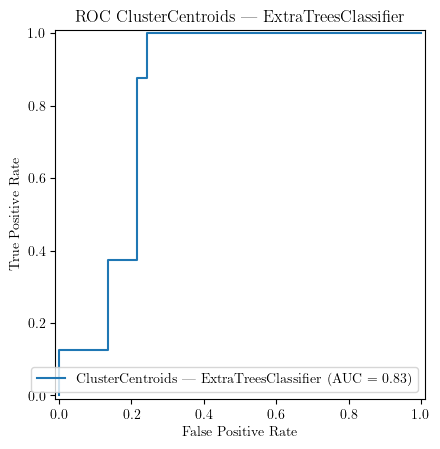 ROC ClusterCentroids — ExtraTreesClassifier
1.0
0.8
0.6
0.4
0.2
0.0
True Positive Rate
ClusterCentroids — ExtraTreesClassifier (AUC = 0.83)
0.0 0.2 0.4 0.6 0.8 1.0
False Positive Rate